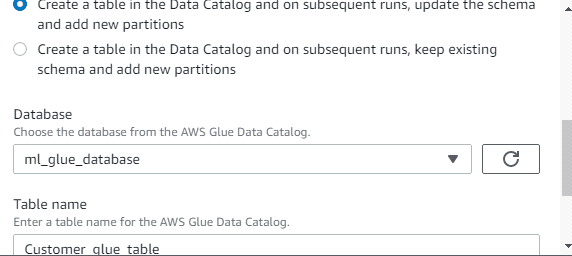 Create a table in the Data Catalog and on subsequent runs, update the schema
and add new partitions
Create a table in the Data Catalog and on subsequent runs, keep existing
schema and add new partitions
Database
Choose the database from the AWS Glue Data Catalog.
ml_glue_database
Table name
Enter a table name for the AWS Glue Data Catalog.
Customer_glue_table